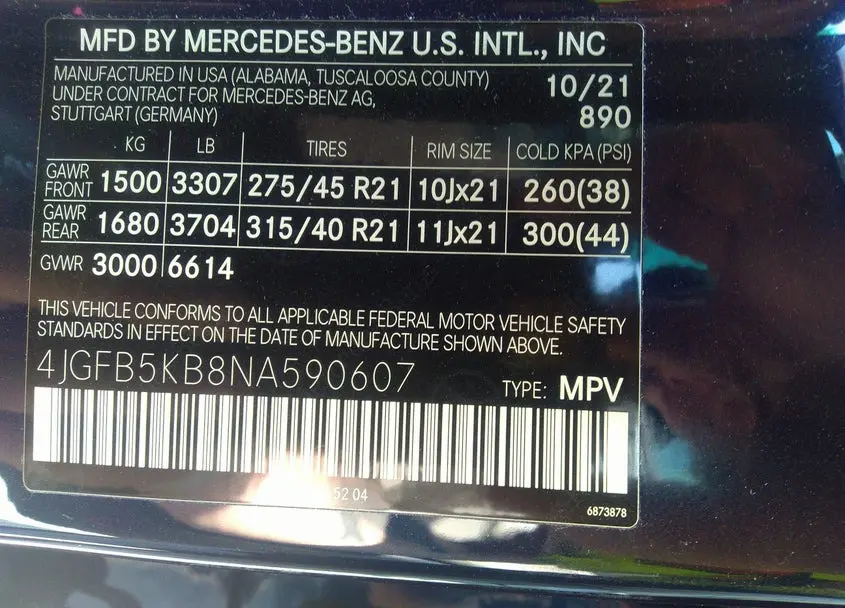 MFD BY MERCEDES-BENZ U.S. INTL., INC
MANUFACTURED IN USA (ALABAMA, TUSCALOOSA COUNTY) 10/21
UNDER CONTRACT FOR MERCEDES-BENZ AG,
STUTTGART (GERMANY) 890
KG LB TIRES RIM SIZE COLD KPA (PSI)
GAWR FRONT 1500 3307 275/45 R21 10Jx21 260(38)
GAWR REAR 1680 3704 315/40 R21 11Jx21 300(44)
GVWR 3000 6614
THIS VEHICLE CONFORMS TO ALL APPLICABLE FEDERAL MOTOR VEHICLE SAFETY
STANDARDS IN EFFECT ON THE DATE OF MANUFACTURE SHOWN ABOVE.
4JGFB5KB8NA590607 TYPE: MPV
6873878